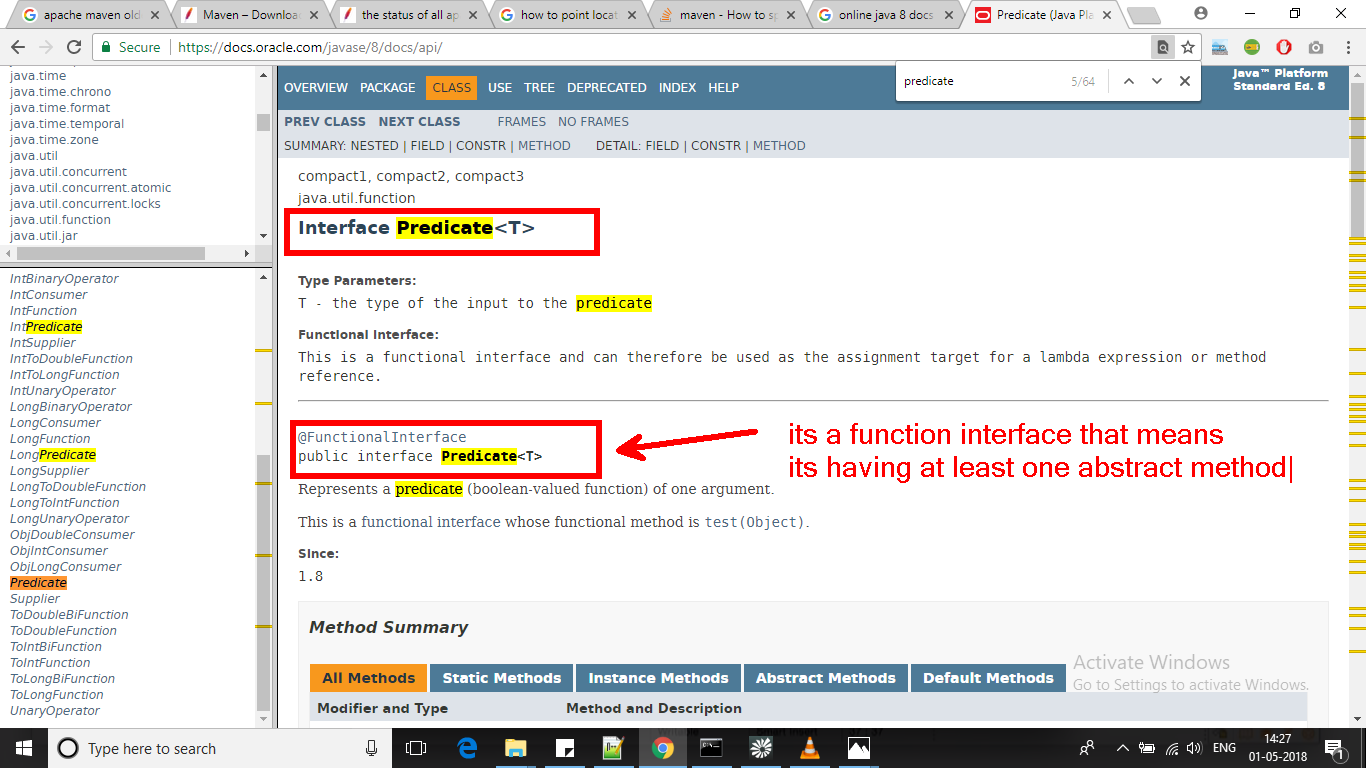 apache maven old
Maven – Downloa
the status of all ap
how to point locat
maven - How to sp
online java 8 docs
Predicate (Java Pla
Secure
https://docs.oracle.com/javase/8/docs/api/
predicate
5/64
java.time
java.time.chrono
java.time.format
java.time.temporal
java.time.zone
java.util
java.util.concurrent
java.util.concurrent.atomic
java.util.concurrent.locks
java.util.function
java.util.jar
IntBinaryOperator
IntConsumer
IntFunction
IntPredicate
IntSupplier
IntToDoubleFunction
IntToLongFunction
IntUnaryOperator
LongBinaryOperator
LongConsumer
LongFunction
LongPredicate
LongSupplier
LongToDoubleFunction
LongToIntFunction
LongUnaryOperator
ObjDoubleConsumer
ObjIntConsumer
ObjLongConsumer
Predicate
Supplier
ToDoubleBiFunction
ToDoubleFunction
ToIntBiFunction
ToIntFunction
ToLongBiFunction
ToLongFunction
UnaryOperator
OVERVIEW PACKAGE CLASS USE TREE DEPRECATED INDEX HELP
Java™ Platform
Standard Ed. 8
PREV CLASS NEXT CLASS FRAMES NO FRAMES
SUMMARY: NESTED | FIELD | CONSTR | METHOD DETAIL: FIELD | CONSTR | METHOD
compact1, compact2, compact3
java.util.function
Interface Predicate<T>
Type Parameters:
T - the type of the input to the predicate
Functional Interface:
This is a functional interface and can therefore be used as the assignment target for a lambda expression or method
reference.
@FunctionalInterface
public interface Predicate<T>
its a function interface that means
its having at least one abstract method
Represents a predicate (boolean-valued function) of one argument.
This is a functional interface whose functional method is test(Object).
Since:
1.8
Method Summary
All Methods Static Methods Instance Methods Abstract Methods Default Methods
Modifier and Type Method and Description
Activate Windows
Go to Settings to activate Windows.
Type here to search
ENG
14:27
01-05-2018
1